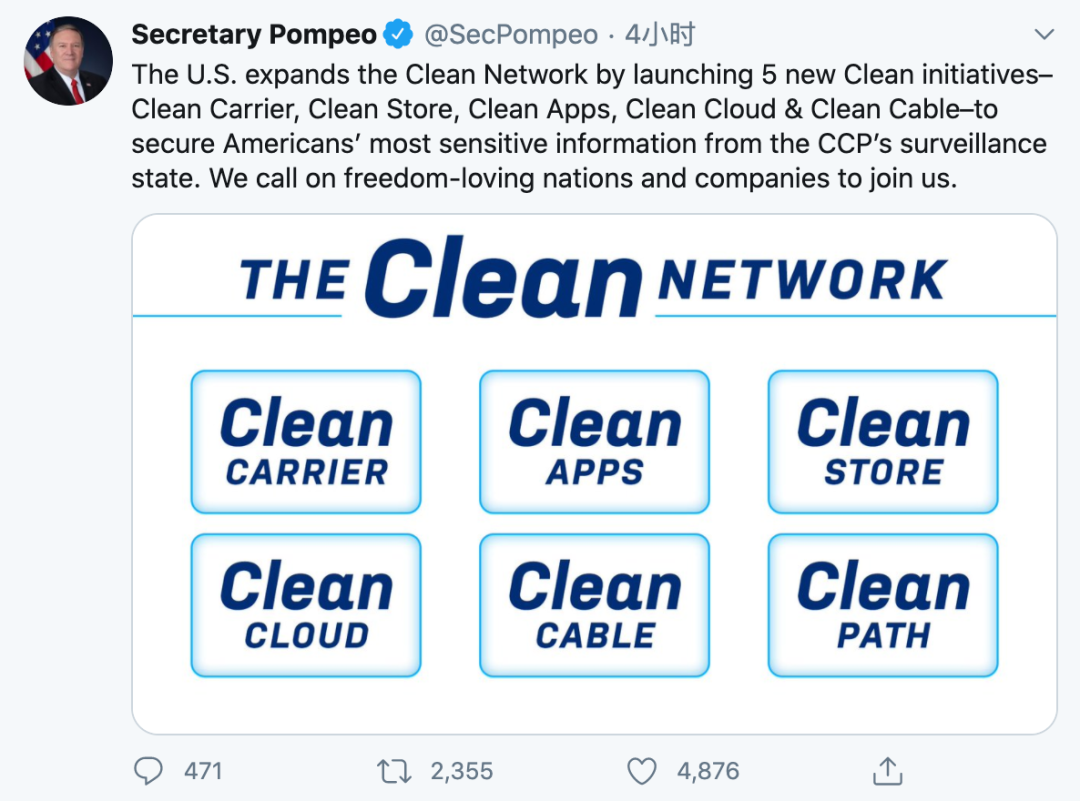 Secretary Pompeo @SecPompeo · 4小时
The U.S. expands the Clean Network by launching 5 new Clean initiatives–
Clean Carrier, Clean Store, Clean Apps, Clean Cloud & Clean Cable–to
secure Americans’ most sensitive information from the CCP’s surveillance
state. We call on freedom-loving nations and companies to join us.
THE Clean NETWORK
Clean
CARRIER
Clean
APPS
Clean
STORE
Clean
CLOUD
Clean
CABLE
Clean
PATH
471 2,355 4,876